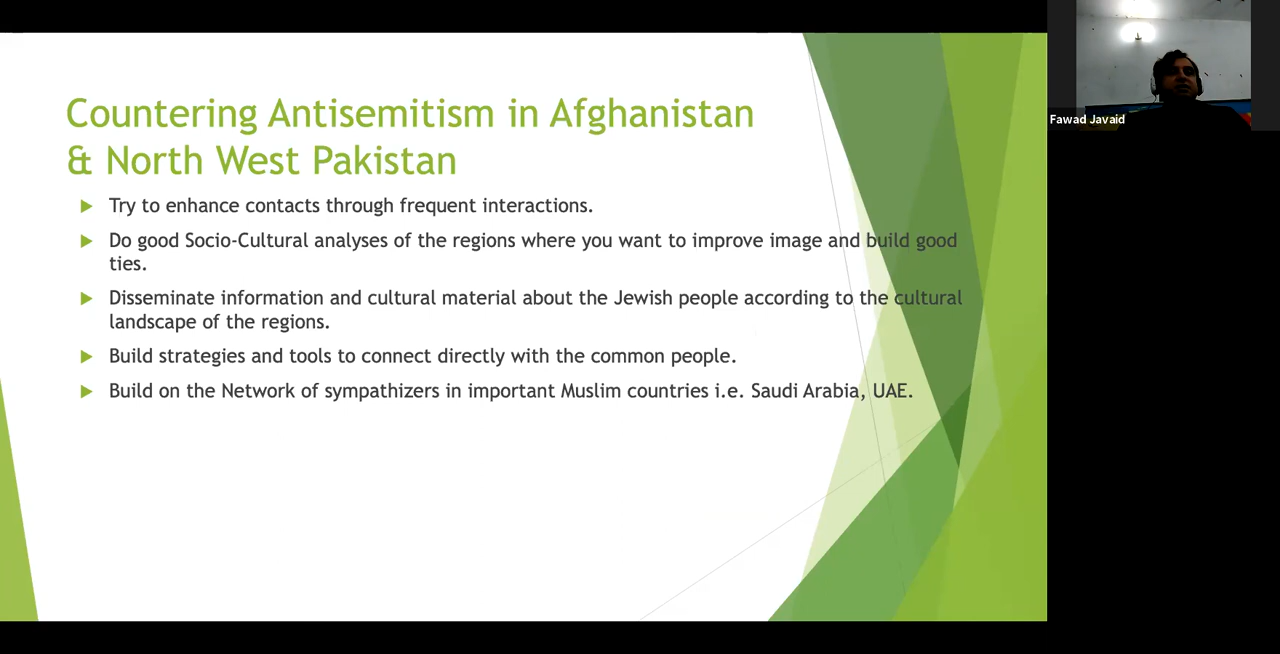 Countering Antisemitism in Afghanistan
& North West Pakistan
Try to enhance contacts through frequent interactions.
Do good Socio-Cultural analyses of the regions where you want to improve image and build good
ties.
Disseminate information and cultural material about the Jewish people according to the cultural
landscape of the regions.
Build strategies and tools to connect directly with the common people.
Build on the Network of sympathizers in important Muslim countries i.e. Saudi Arabia, UAE.
Fawad Javaid